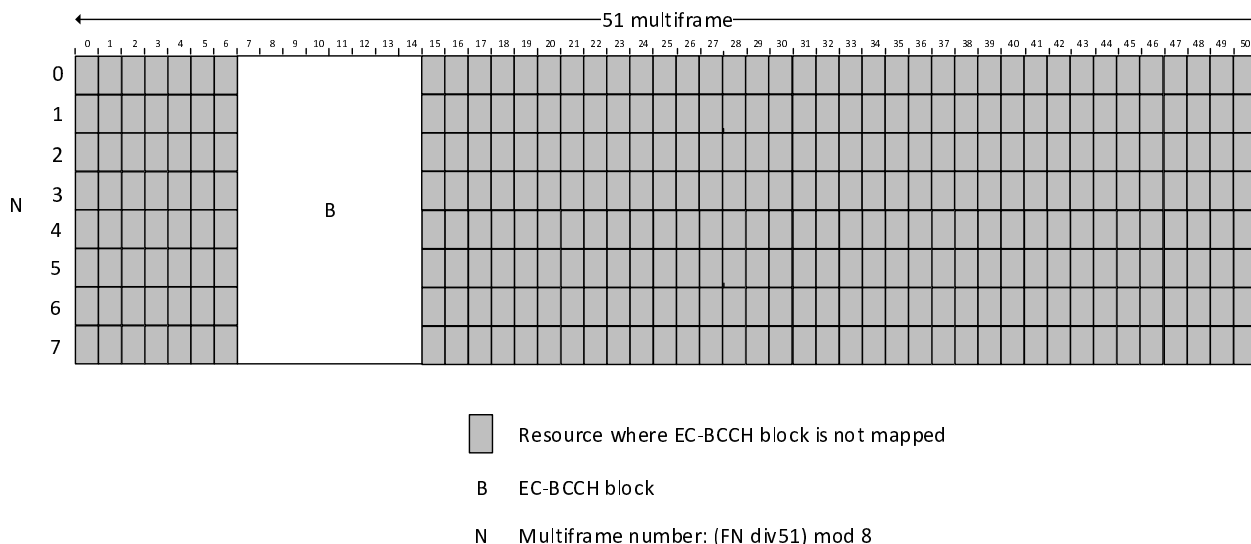 51 multiframe
0 1 2 3 4 5 6 7 8 9 10 11 12 13 14 15 16 17 18 19 20 21 22 23 24 25 26 27 28 29 30 31 32 33 34 35 36 37 38 39 40 41 42 43 44 45 46 47 48 49 50
0
1
2
3
N
B
4
5
6
7
Resource where EC-BCCH block is not mapped
B EC-BCCH block
N Multiframe number: (FN div51) mod 8